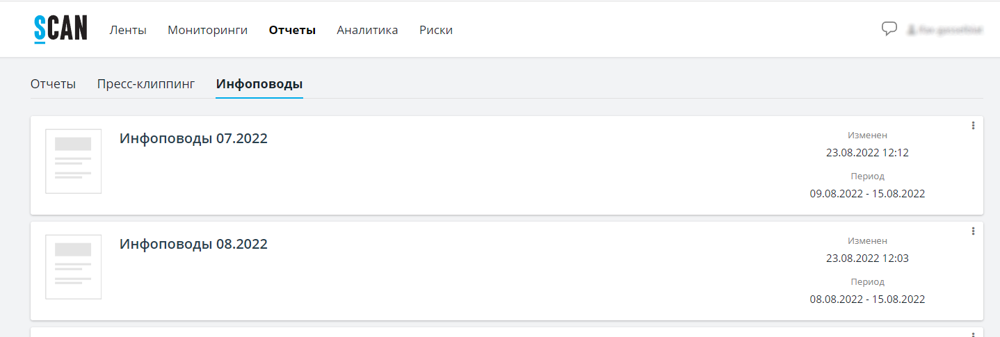 SCAN Ленты Мониторинги Отчеты Аналитика Риски
Отчеты Пресс-клиппинг Инфоповоды
Инфоповоды 07.2022
Изменен
23.08.2022 12:12
Период
09.08.2022 - 15.08.2022
Инфоповоды 08.2022
Изменен
23.08.2022 12:03
Период
08.08.2022 - 15.08.2022